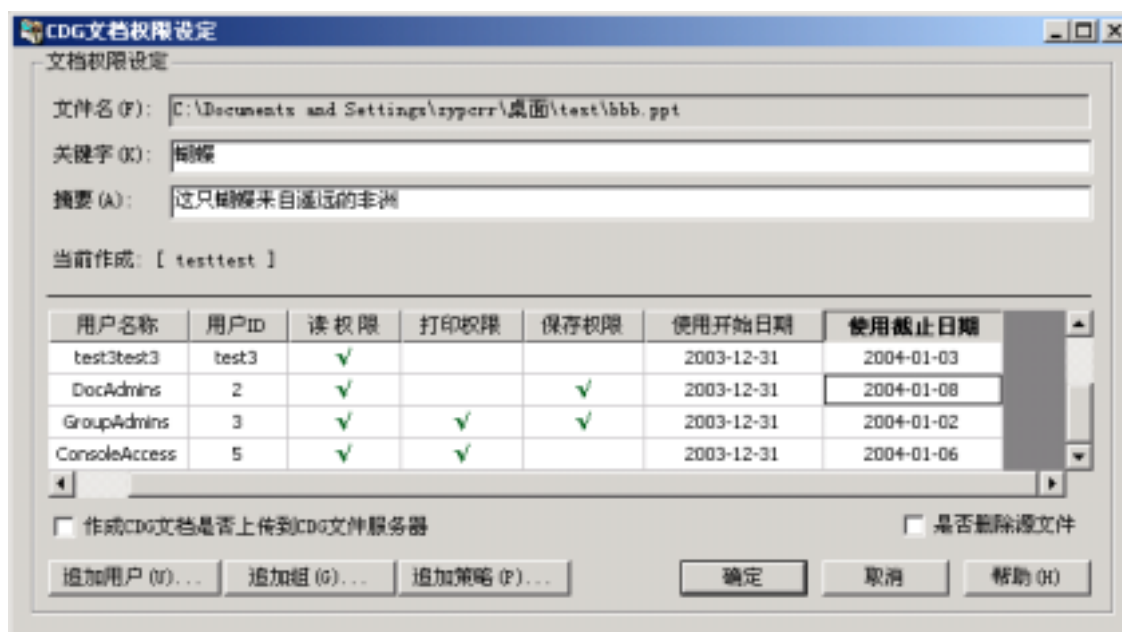 CDG文档权限设定
文档权限设定
文件名(F): C:\Documents and Settings\zypcrr\桌面\test\bbb.ppt
关键字(K): 蝴蝶
摘要(A): 这只蝴蝶来自遥远的非洲
当前作成: [ testtest ]
用户名称 用户ID 读权限 打印权限 保存权限 使用开始日期 使用截止日期
test3test3 test3 √ 2003-12-31 2004-01-03
DocAdmins 2 √ √ 2003-12-31 2004-01-08
GroupAdmins 3 √ √ √ 2003-12-31 2004-01-02
ConsoleAccess 5 √ √ 2003-12-31 2004-01-06
作成CDG文档是否上传到CDG文件服务器 是否删除源文件
追加用户(U)... 追加组(G)... 追加策略(P)... 确定 取消 帮助(H)